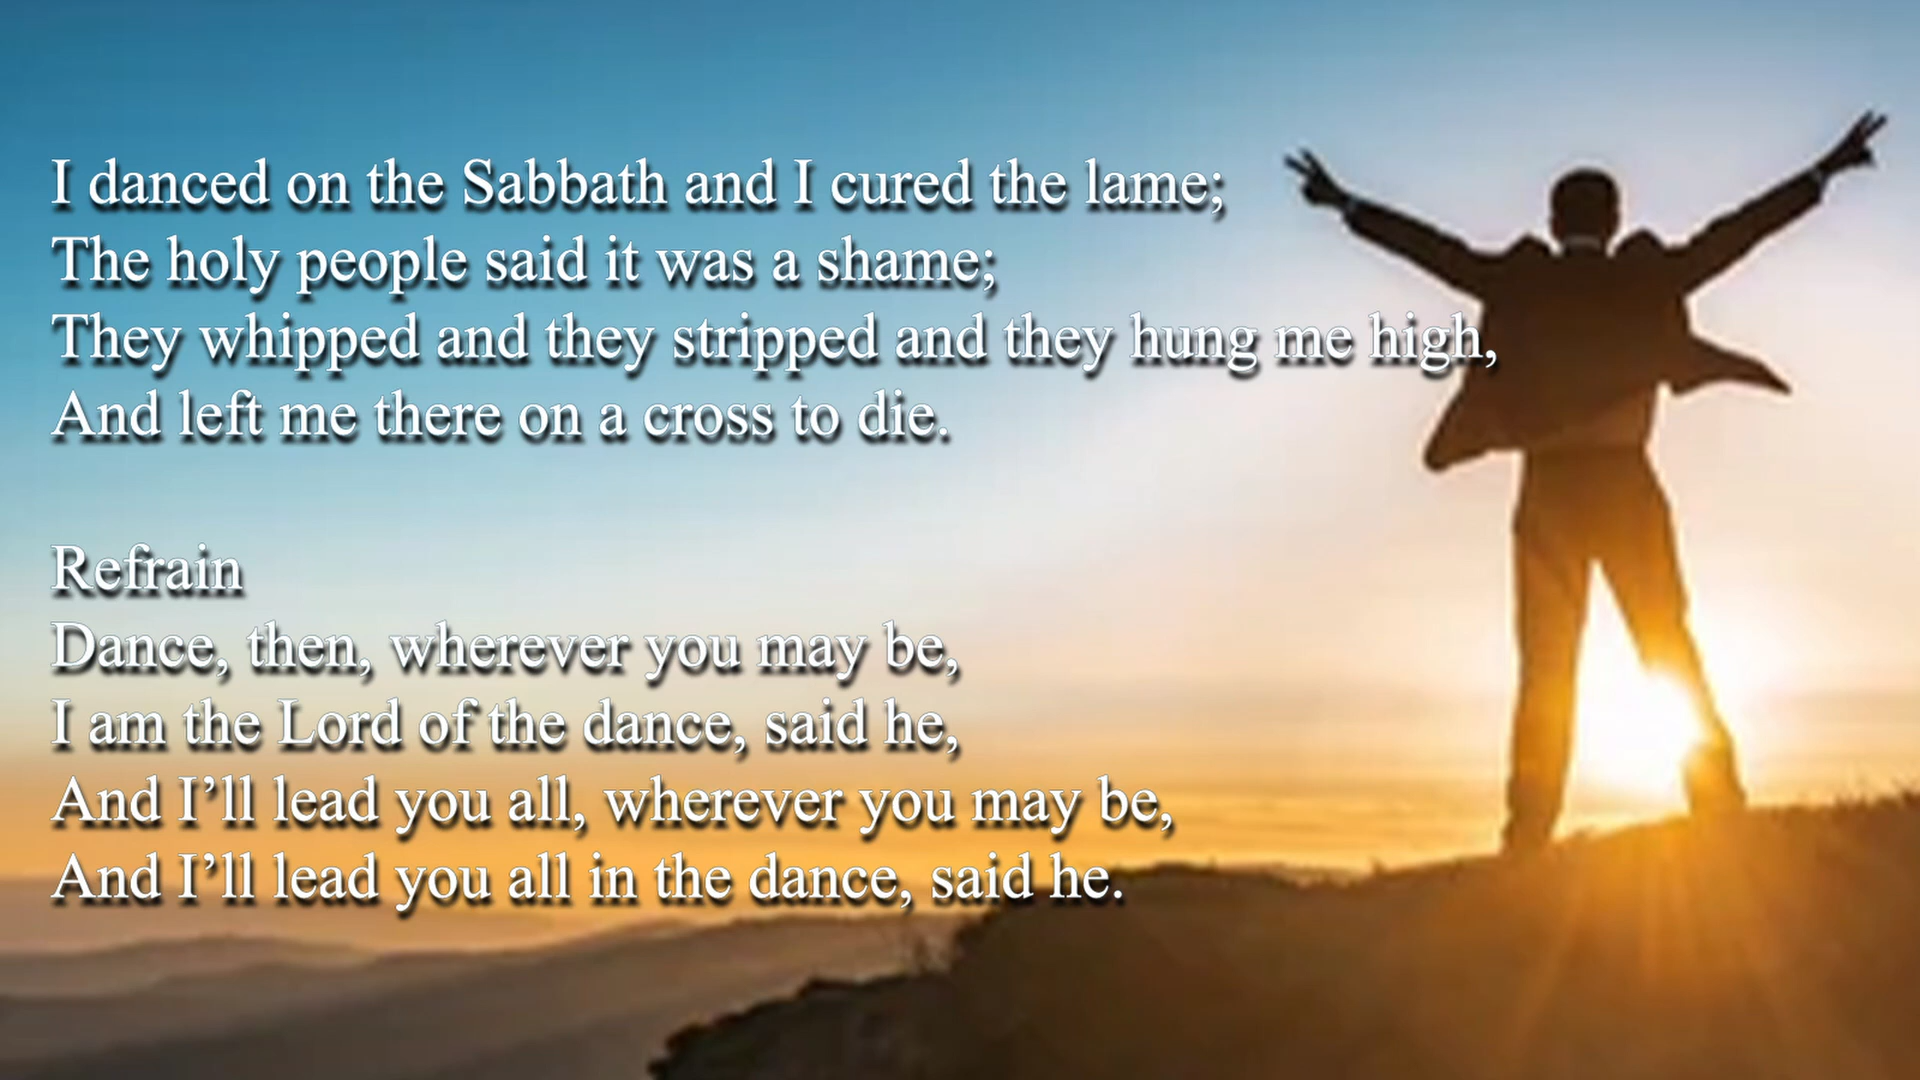 I danced on the Sabbath and I cured the lame;
The holy people said it was a shame;
They whipped and they stripped and they hung me high,
And left me there on a cross to die.
Refrain
Dance, then, wherever you may be,
I am the Lord of the dance, said he,
And I’ll lead you all, wherever you may be,
And I’ll lead you all in the dance, said he.